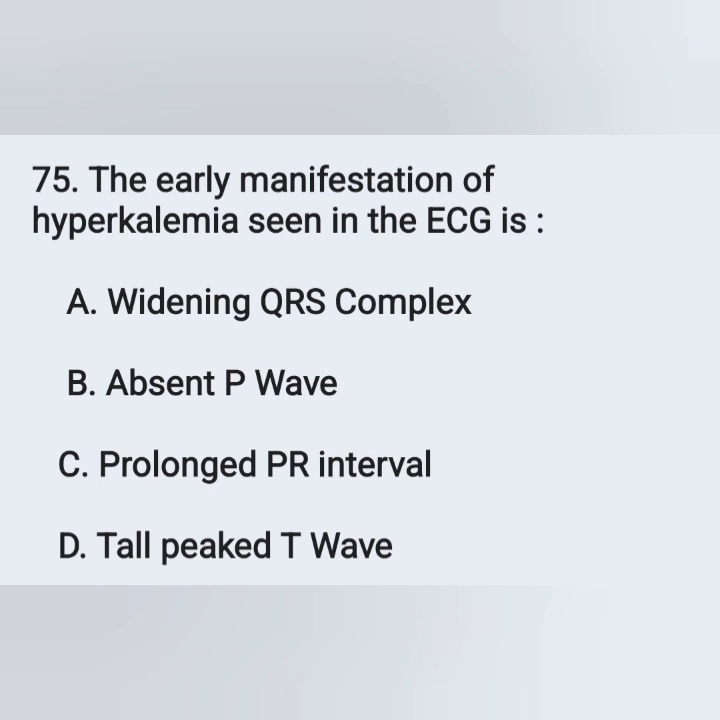 75. The early manifestation of
hyperkalemia seen in the ECG is :
A. Widening QRS Complex
B. Absent P Wave
C. Prolonged PR interval
D. Tall peaked T Wave